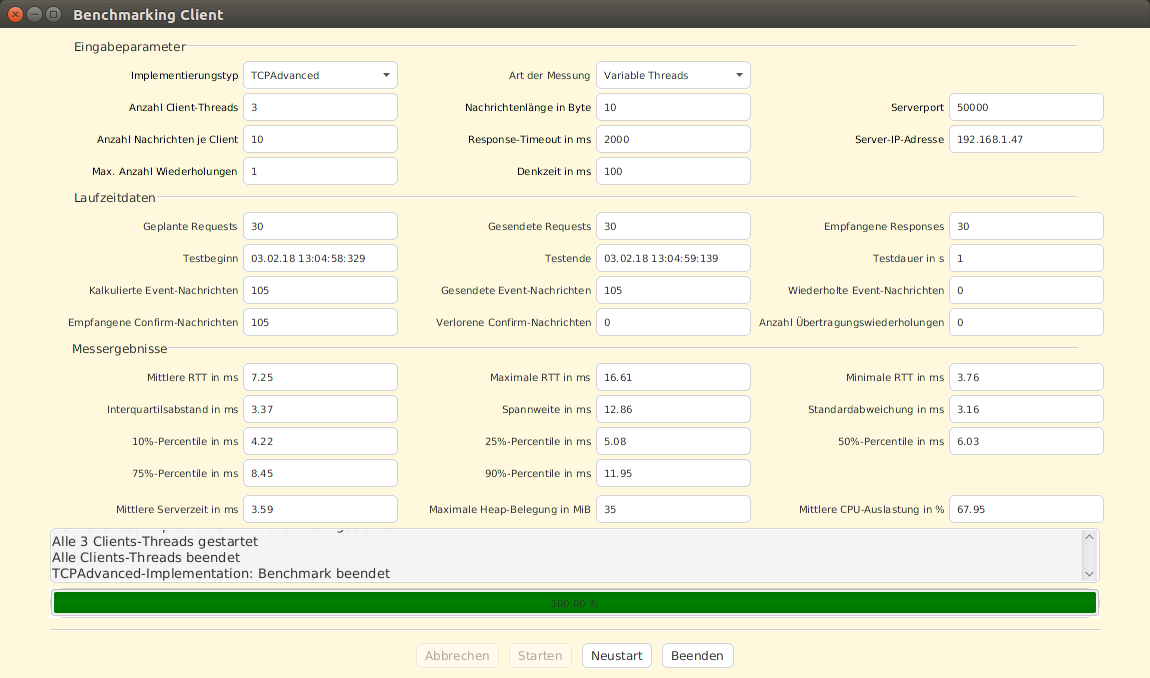 Benchmarking Client
Eingabeparameter
Implementierungstyp TCPAdvanced Art der Messung Variable Threads
Anzahl Client-Threads 3 Nachrichtenlänge in Byte 10 Serverport 50000
Anzahl Nachrichten je Client 10 Response-Timeout in ms 2000 Server-IP-Adresse 192.168.1.47
Max. Anzahl Wiederholungen 1 Denkzeit in ms 100
Laufzeitdaten
Geplante Requests 30 Gesendete Requests 30 Empfangene Responses 30
Testbeginn 03.02.18 13:04:58:329 Testende 03.02.18 13:04:59:139 Testdauer in s 1
Kalkulierte Event-Nachrichten 105 Gesendete Event-Nachrichten 105 Wiederholte Event-Nachrichten 0
Empfangene Confirm-Nachrichten 105 Verlorene Confirm-Nachrichten 0 Anzahl Übertragungswiederholungen 0
Messergebnisse
Mittlere RTT in ms 7.25 Maximale RTT in ms 16.61 Minimale RTT in ms 3.76
Interquartilsabstand in ms 3.37 Spannweite in ms 12.86 Standardabweichung in ms 3.16
10%-Percentile in ms 4.22 25%-Percentile in ms 5.08 50%-Percentile in ms 6.03
75%-Percentile in ms 8.45 90%-Percentile in ms 11.95
Mittlere Serverzeit in ms 3.59 Maximale Heap-Belegung in MiB 35 Mittlere CPU-Auslastung in % 67.95
Alle 3 Clients-Threads gestartet
Alle Clients-Threads beendet
TCPAdvanced-Implementation: Benchmark beendet
100.00 %
Abbrechen Starten Neustart Beenden